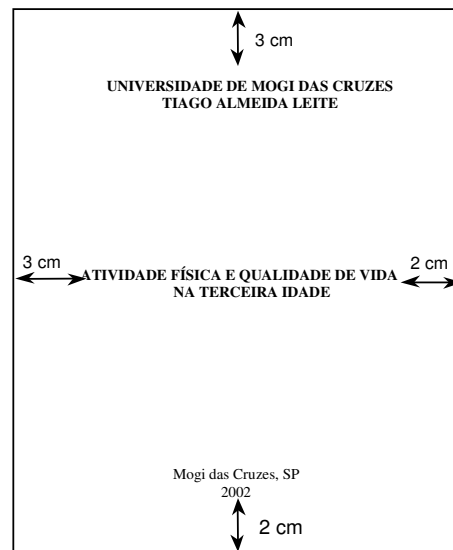 3 cm
UNIVERSIDADE DE MOGI DAS CRUZES
TIAGO ALMEIDA LEITE
3 cm
2 cm
ATIVIDADE FÍSICA E QUALIDADE DE VIDA
NA TERCEIRA IDADE
Mogi das Cruzes, SP
2002
2 cm